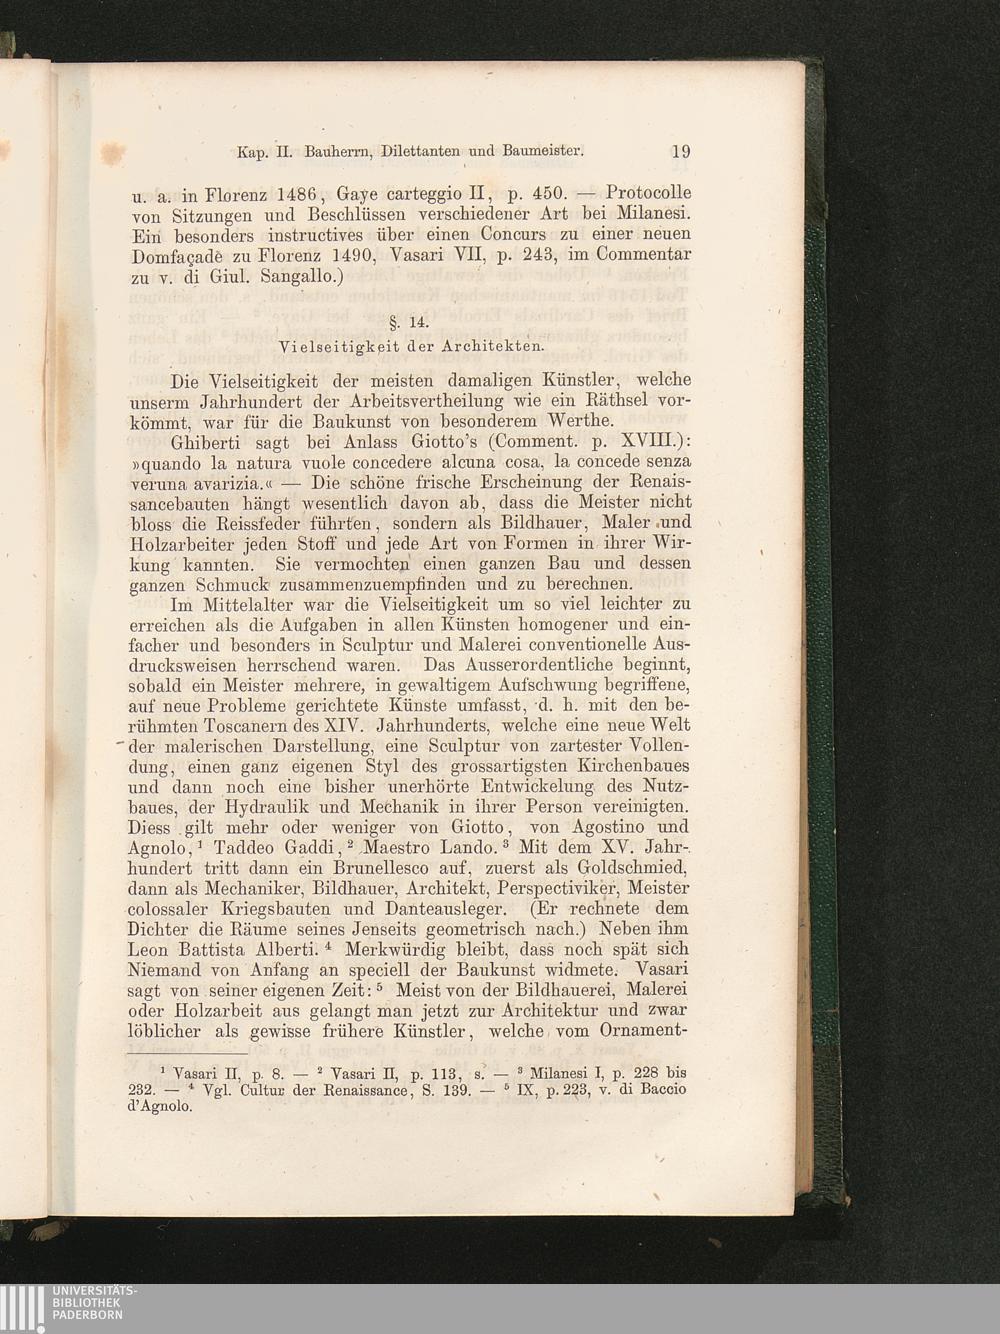 Kap. II. Bauherrn, Dilettanten und Baumeister. 19
u. a. in Florenz 1486, Gaye carteggio II, p. 450. — Protocolle
von Sitzungen und Beschlüssen verschiedener Art bei Milanesi.
Ein besonders instructives über einen Concurs zu einer neuen
Domfaçade zu Florenz 1490, Vasari VII, p. 243, im Commentar
zu v. di Giul. Sangallo.)
§. 14.
Vielseitigkeit der Architekten.
Die Vielseitigkeit der meisten damaligen Künstler, welche
unserm Jahrhundert der Arbeitsvertheilung wie ein Räthsel vor-
kömmt, war für die Baukunst von besonderem Werthe.
Ghiberti sagt bei Anlass Giotto's (Comment. p. XVIII.):
»quando la natura vuole concedere alcuna cosa, la concede senza
veruna avarizia.« — Die schöne frische Erscheinung der Renais-
sancebauten hängt wesentlich davon ab, dass die Meister nicht
bloss die Reissfeder führten, sondern als Bildhauer, Maler und
Holzarbeiter jeden Stoff und jede Art von Formen in ihrer Wir-
kung kannten. Sie vermochten einen ganzen Bau und dessen
ganzen Schmuck zusammenzuempfinden und zu berechnen.
Im Mittelalter war die Vielseitigkeit um so viel leichter zu
erreichen als die Aufgaben in allen Künsten homogener und ein-
facher und besonders in Sculptur und Malerei conventionelle Aus-
drucksweisen herrschend waren. Das Ausserordentliche beginnt,
sobald ein Meister mehrere, in gewaltigem Aufschwung begriffene,
auf neue Probleme gerichtete Künste umfasst, d. h. mit den be-
rühmten Toscanern des XIV. Jahrhunderts, welche eine neue Welt
der malerischen Darstellung, eine Sculptur von zartester Vollen-
dung, einen ganz eigenen Styl des grossartigsten Kirchenbaues
und dann noch eine bisher unerhörte Entwickelung des Nutz-
baues, der Hydraulik und Mechanik in ihrer Person vereinigten.
Diess gilt mehr oder weniger von Giotto, von Agostino und
Agnolo,¹ Taddeo Gaddi,² Maestro Lando.³ Mit dem XV. Jahr-
hundert tritt dann ein Brunellesco auf, zuerst als Goldschmied,
dann als Mechaniker, Bildhauer, Architekt, Perspectiviker, Meister
colossaler Kriegsbauten und Danteausleger. (Er rechnete dem
Dichter die Räume seines Jenseits geometrisch nach.) Neben ihm
Leon Battista Alberti.⁴ Merkwürdig bleibt, dass noch spät sich
Niemand von Anfang an speciell der Baukunst widmete. Vasari
sagt von seiner eigenen Zeit:⁵ Meist von der Bildhauerei, Malerei
oder Holzarbeit aus gelangt man jetzt zur Architektur und zwar
löblicher als gewisse frühere Künstler, welche vom Ornament-
¹ Vasari II, p. 8. — ² Vasari II, p. 113, s. — ³ Milanesi I, p. 228 bis
232. — ⁴ Vgl. Cultur der Renaissance, S. 139. — ⁵ IX, p. 223, v. di Baccio
d'Agnolo.
UNIVERSITÄTS-
BIBLIOTHEK
PADERBORN